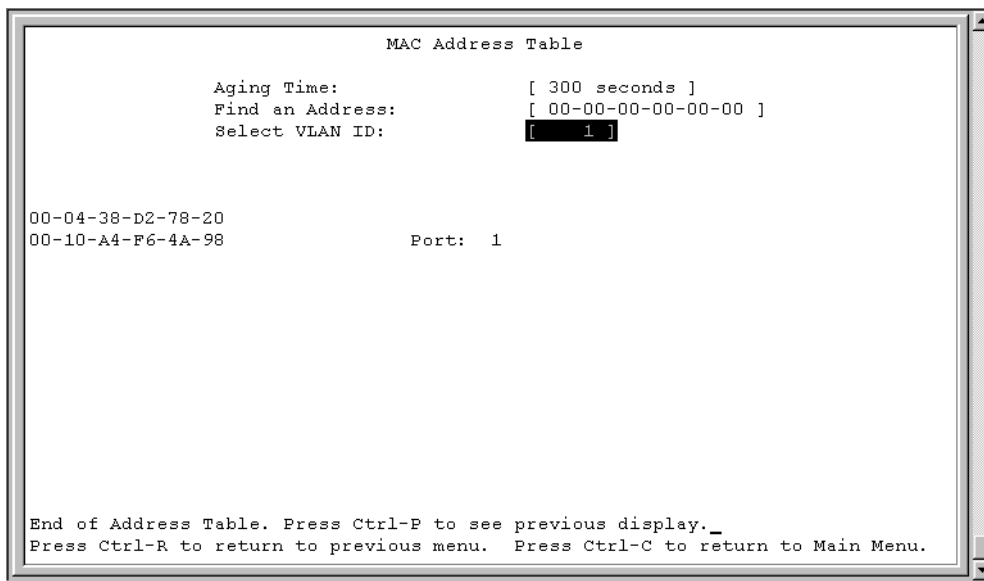 MAC Address Table
Aging Time: [ 300 seconds ]
Find an Address: [ 00-00-00-00-00-00 ]
Select VLAN ID: [ 1 ]
00-04-38-D2-78-20
00-10-A4-F6-4A-98 Port: 1
End of Address Table. Press Ctrl-P to see previous display._
Press Ctrl-R to return to previous menu. Press Ctrl-C to return to Main Menu.